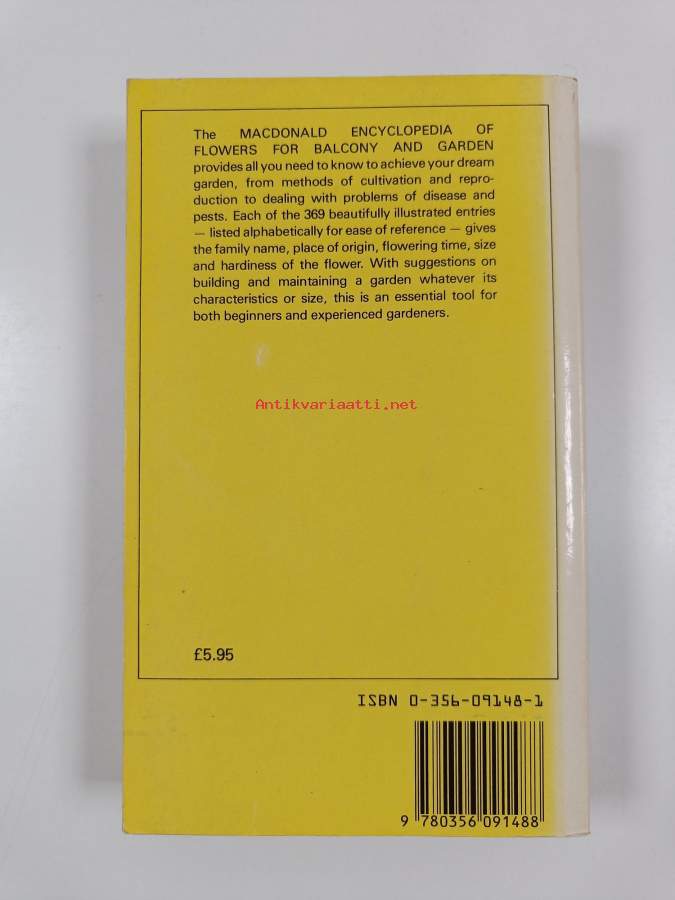 The MACDONALD ENCYCLOPEDIA OF
FLOWERS FOR BALCONY AND GARDEN
provides all you need to know to achieve your dream
garden, from methods of cultivation and repro-
duction to dealing with problems of disease and
pests. Each of the 369 beautifully illustrated entries
— listed alphabetically for ease of reference — gives
the family name, place of origin, flowering time, size
and hardiness of the flower. With suggestions on
building and maintaining a garden whatever its
characteristics or size, this is an essential tool for
both beginners and experienced gardeners.
Antikvariaatti.net
£5.95
ISBN 0-356-09148-1
9 780356 091488